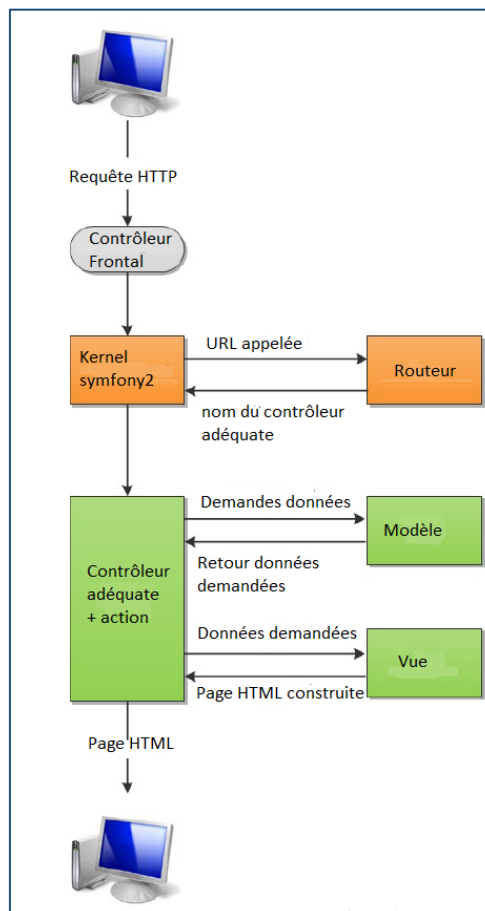 Requête HTTP
Contrôleur
Frontal
Kernel
symfony2
URL appelée
Routeur
nom du contrôleur
adéquate
Demandes données
Modèle
Retour données
demandées
Contrôleur
adéquate
+ action
Données demandées
Vue
Page HTML construite
Page HTML